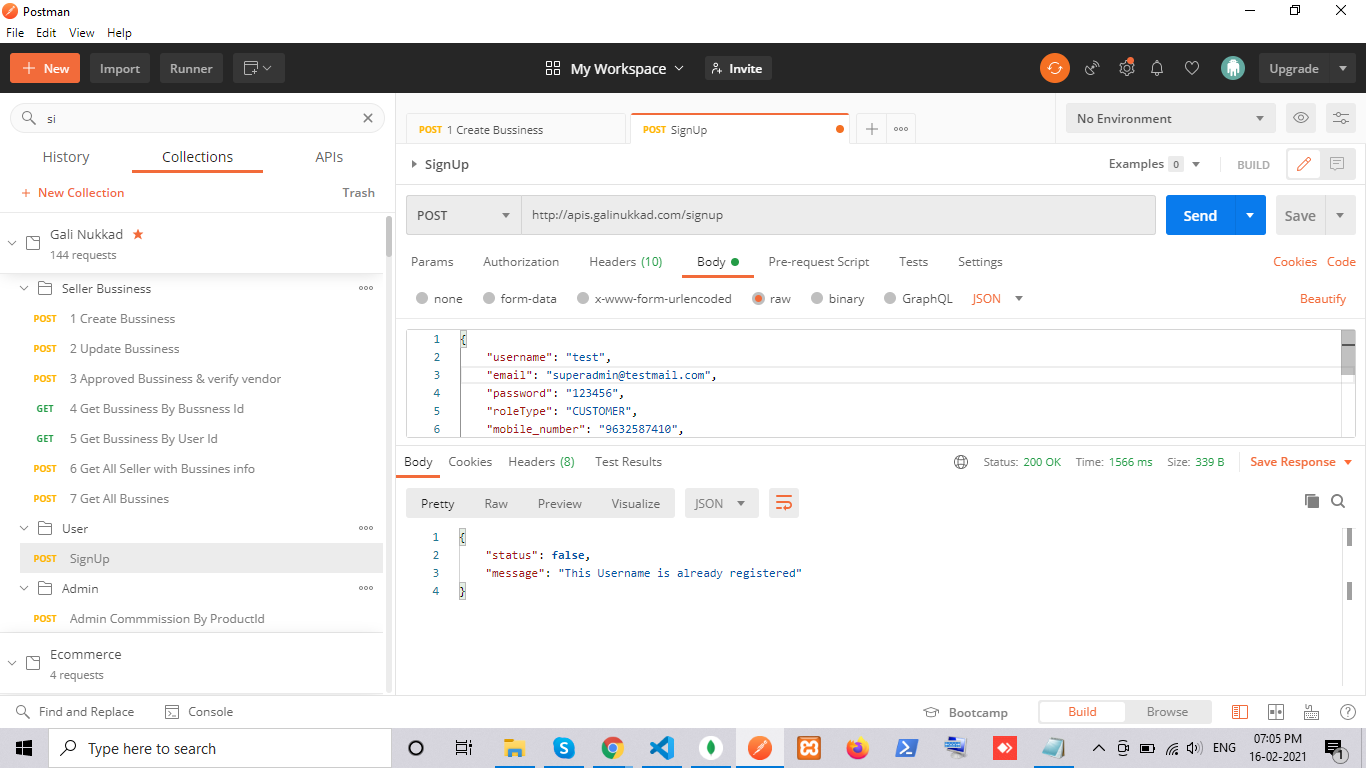 Postman
File Edit View Help
New Import Runner My Workspace Invite Upgrade
si
History Collections APIs
New Collection Trash
Gali Nukkad
144 requests
Seller Bussiness
POST 1 Create Bussiness
POST 2 Update Bussiness
POST 3 Approved Bussiness & verify vendor
GET 4 Get Bussiness By Bussness Id
GET 5 Get Bussiness By User Id
POST 6 Get All Seller with Bussines info
POST 7 Get All Bussines
User
POST SignUp
Admin
POST Admin Commmission By ProductId
Ecommerce
4 requests
POST 1 Create Bussiness POST SignUp No Environment
SignUp Examples 0 BUILD
POST http://apis.galinukkad.com/signup Send Save
Params Authorization Headers (10) Body Pre-request Script Tests Settings Cookies Code
none form-data x-www-form-urlencoded raw binary GraphQL JSON Beautify
1 {
2 "username": "test",
3 "email": "superadmin@testmail.com",
4 "password": "123456",
5 "roleType": "CUSTOMER",
6 "mobile_number": "9632587410",
Body Cookies Headers (8) Test Results Status: 200 OK Time: 1566 ms Size: 339 B Save Response
Pretty Raw Preview Visualize JSON
1 {
2 "status": false,
3 "message": "This Username is already registered"
4 }
Find and Replace Console Bootcamp Build Browse
Type here to search ENG 07:05 PM
16-02-2021 1